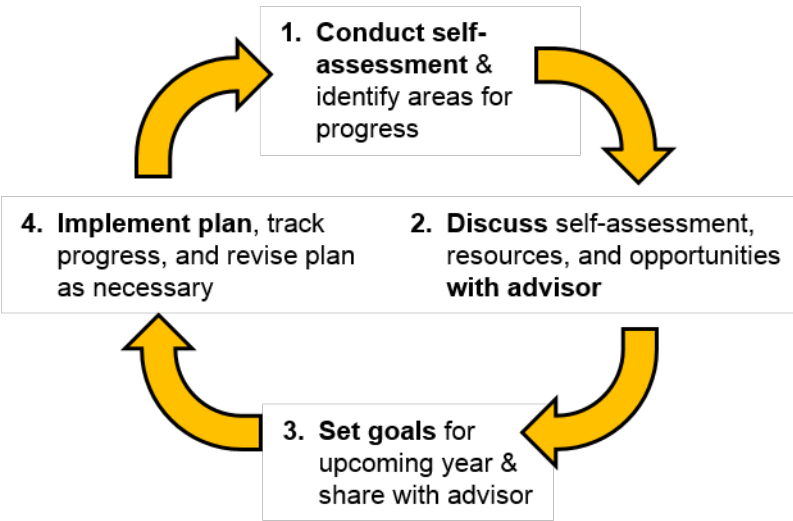 1. Conduct self-
assessment &
identify areas for
progress
2. Discuss self-assessment,
resources, and opportunities
with advisor
3. Set goals for
upcoming year &
share with advisor
4. Implement plan, track
progress, and revise plan
as necessary